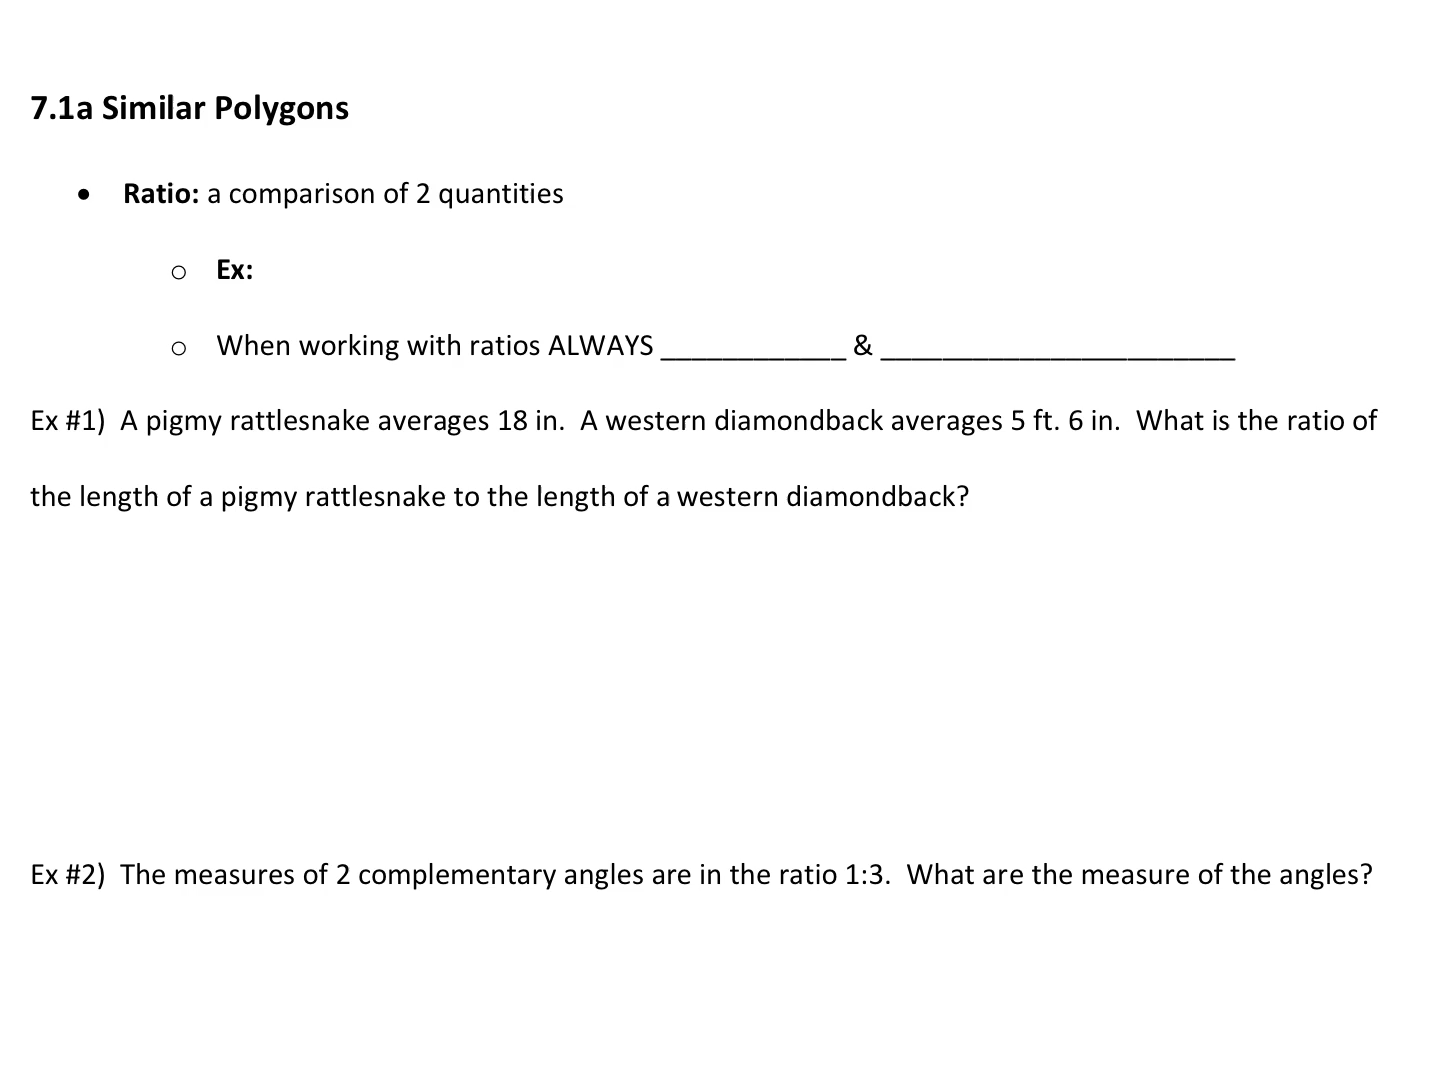 7.1a Similar Polygons
• Ratio: a comparison of 2 quantities
o Ex:
o When working with ratios ALWAYS ____________ & _______________________
Ex #1) A pigmy rattlesnake averages 18 in. A western diamondback averages 5 ft. 6 in. What is the ratio of
the length of a pigmy rattlesnake to the length of a western diamondback?
Ex #2) The measures of 2 complementary angles are in the ratio 1:3. What are the measure of the angles?